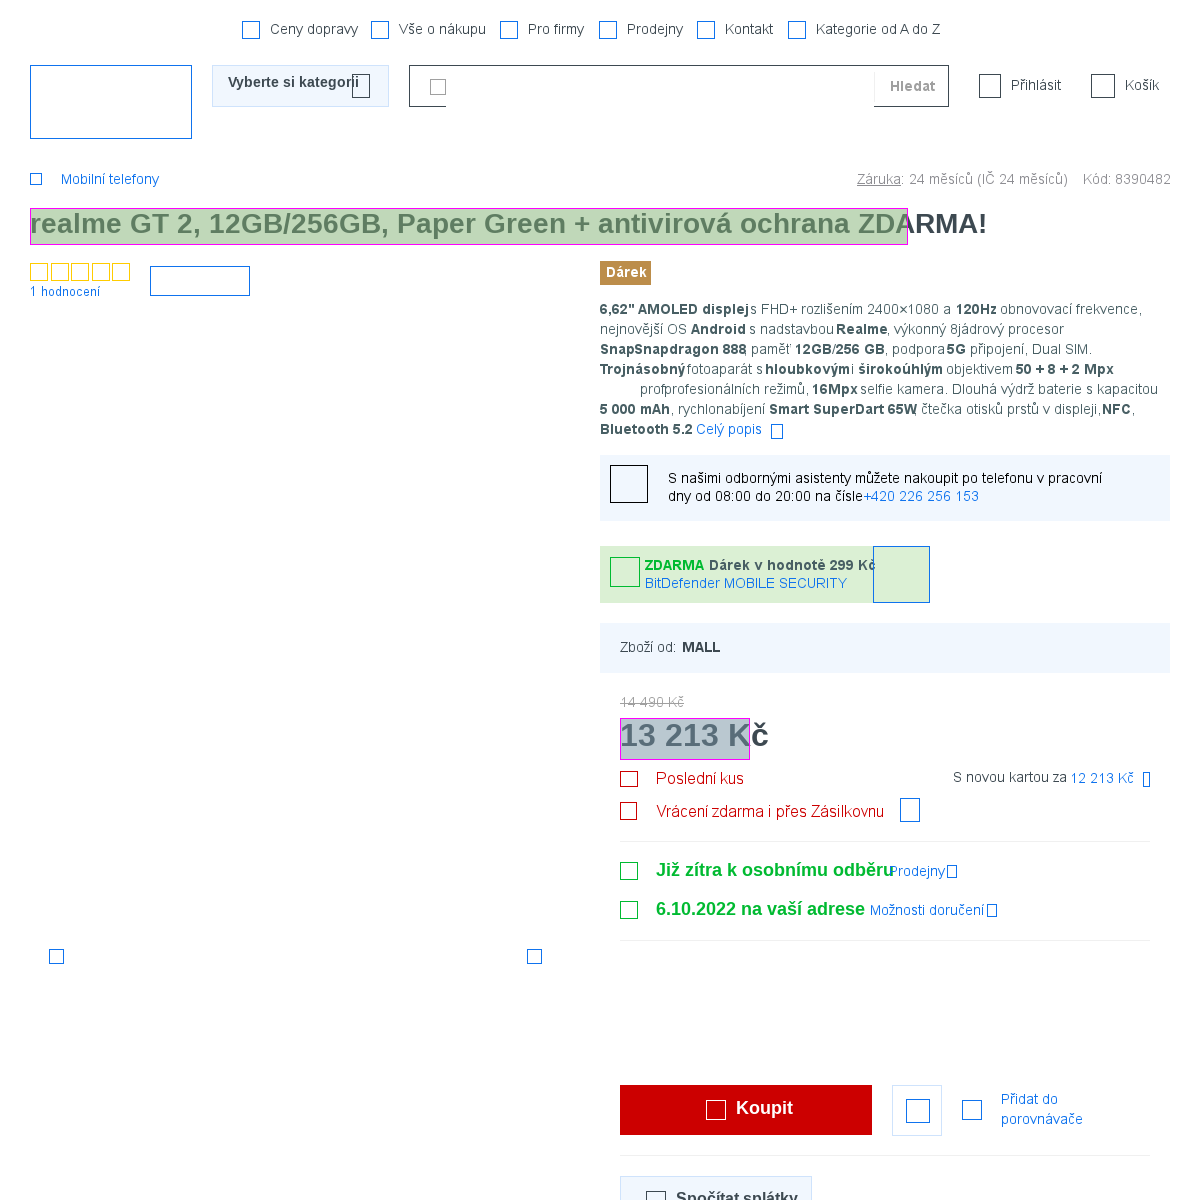 Ceny dopravy Vše o nákupu Pro firmy Prodejny Kontakt Kategorie od A do Z
Vyberte si kategorii Hledat Přihlásit Košík
Mobilní telefony Záruka: 24 měsíců (IČ 24 měsíců) Kód: 8390482
realme GT 2, 12GB/256GB, Paper Green + antivirová ochrana ZDARMA!
1 hodnocení
Dárek
6,62" AMOLED displej s FHD+ rozlišením 2400×1080 a 120Hz obnovovací frekvence,
nejnovější OS Android s nadstavbou Realme, výkonný 8jádrový procesor
SnapSnapdragon 888, paměť 12GB/256 GB, podpora 5G připojení, Dual SIM.
Trojnásobný fotoaparát s hloubkovým i širokoúhlým objektivem 50 + 8 + 2 Mpx
profprofesionálních režimů, 16Mpx selfie kamera. Dlouhá výdrž baterie s kapacitou
5 000 mAh, rychlonabíjení Smart SuperDart 65W, čtečka otisků prstů v displeji, NFC,
Bluetooth 5.2 Celý popis
S našimi odbornými asistenty můžete nakoupit po telefonu v pracovní
dny od 08:00 do 20:00 na čísle +420 226 256 153
ZDARMA Dárek v hodnotě 299 Kč
BitDefender MOBILE SECURITY
Zboží od: MALL
14 490 Kč
13 213 Kč
Poslední kus S novou kartou za 12 213 Kč
Vrácení zdarma i přes Zásilkovnu
Již zítra k osobnímu odběru Prodejny
6.10.2022 na vaší adrese Možnosti doručení
Koupit Přidat do
porovnávače
Spočítat splátky